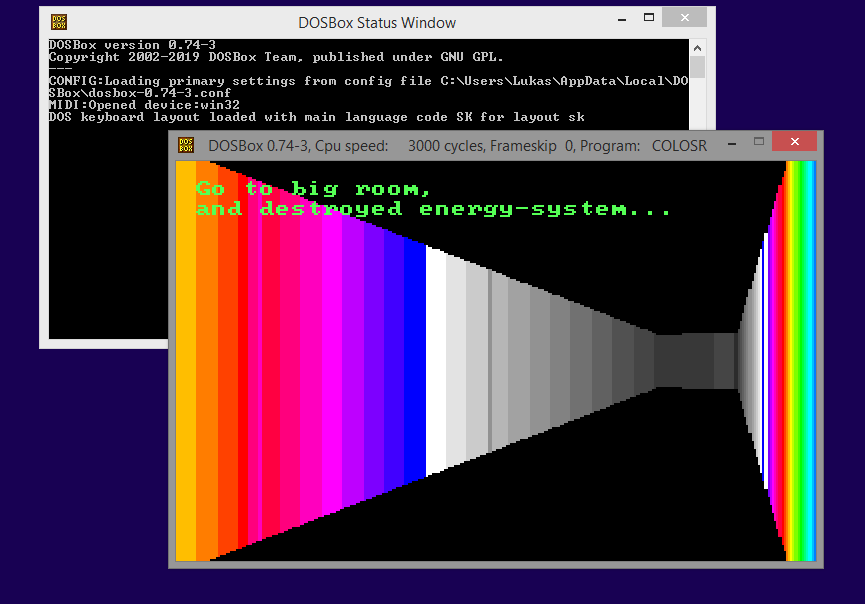 DOS
BOX
DOSBox Status Window
DOSBox version 0.74-3
Copyright 2002-2019 DOSBox Team, published under GNU GPL.
---
CONFIG:Loading primary settings from config file C:\Users\Lukas\AppData\Local\DO
SBox\dosbox-0.74-3.conf
MIDI:Opened device:win32
DOS keyboard layout loaded with main language code SK for layout sk
DOS
BOX
DOSBox 0.74-3, Cpu speed: 3000 cycles, Frameskip 0, Program: COLOSR
Go to big room,
and destroyed energy-system...